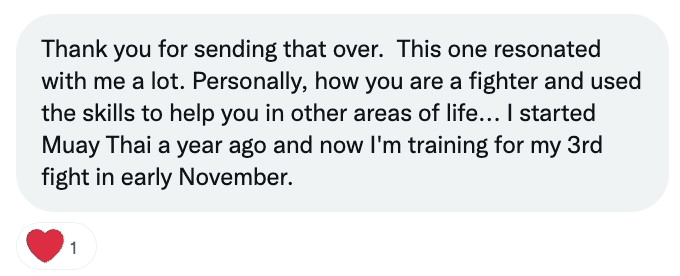 Thank you for sending that over.  This one resonated
with me a lot. Personally, how you are a fighter and used
the skills to help you in other areas of life... I started
Muay Thai a year ago and now I'm training for my 3rd
fight in early November.
1